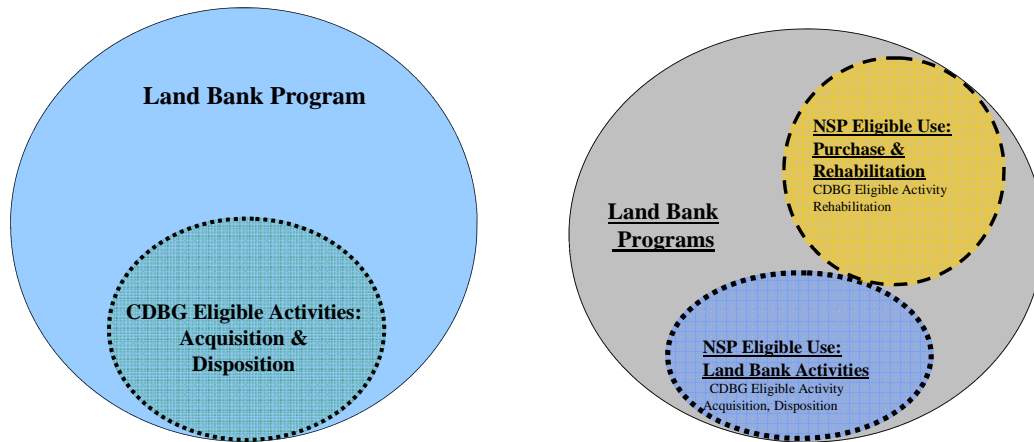 Land Bank Program
CDBG Eligible Activities:
Acquisition &
Disposition
Land Bank
Programs
NSP Eligible Use:
Purchase &
Rehabilitation
CDBG Eligible Activity
Rehabilitation
NSP Eligible Use:
Land Bank Activities
CDBG Eligible Activity
Acquisition, Disposition